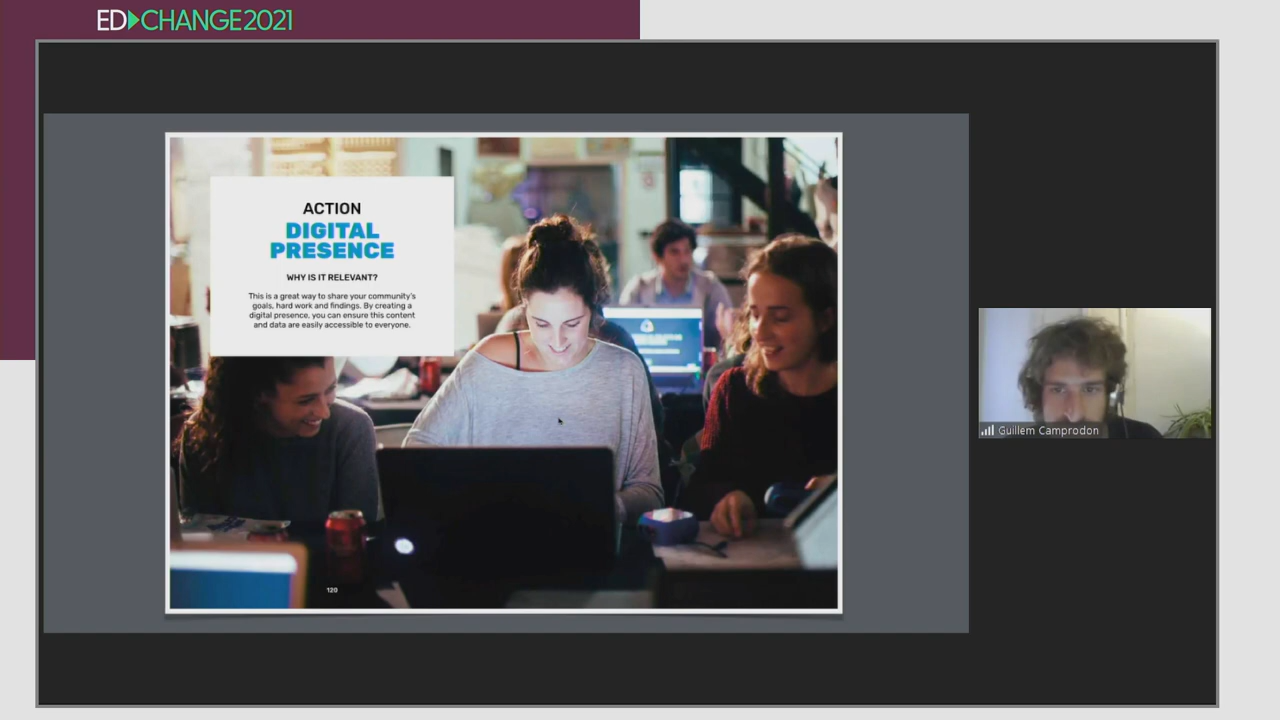 ED CHANGE2021
ACTION
DIGITAL
PRESENCE
WHY IS IT RELEVANT?
This is a great way to share your community's
goals, hard work and findings. By creating a
digital presence, you can ensure this content
and data are easily accessible to everyone.
120
Guillem Camprodon